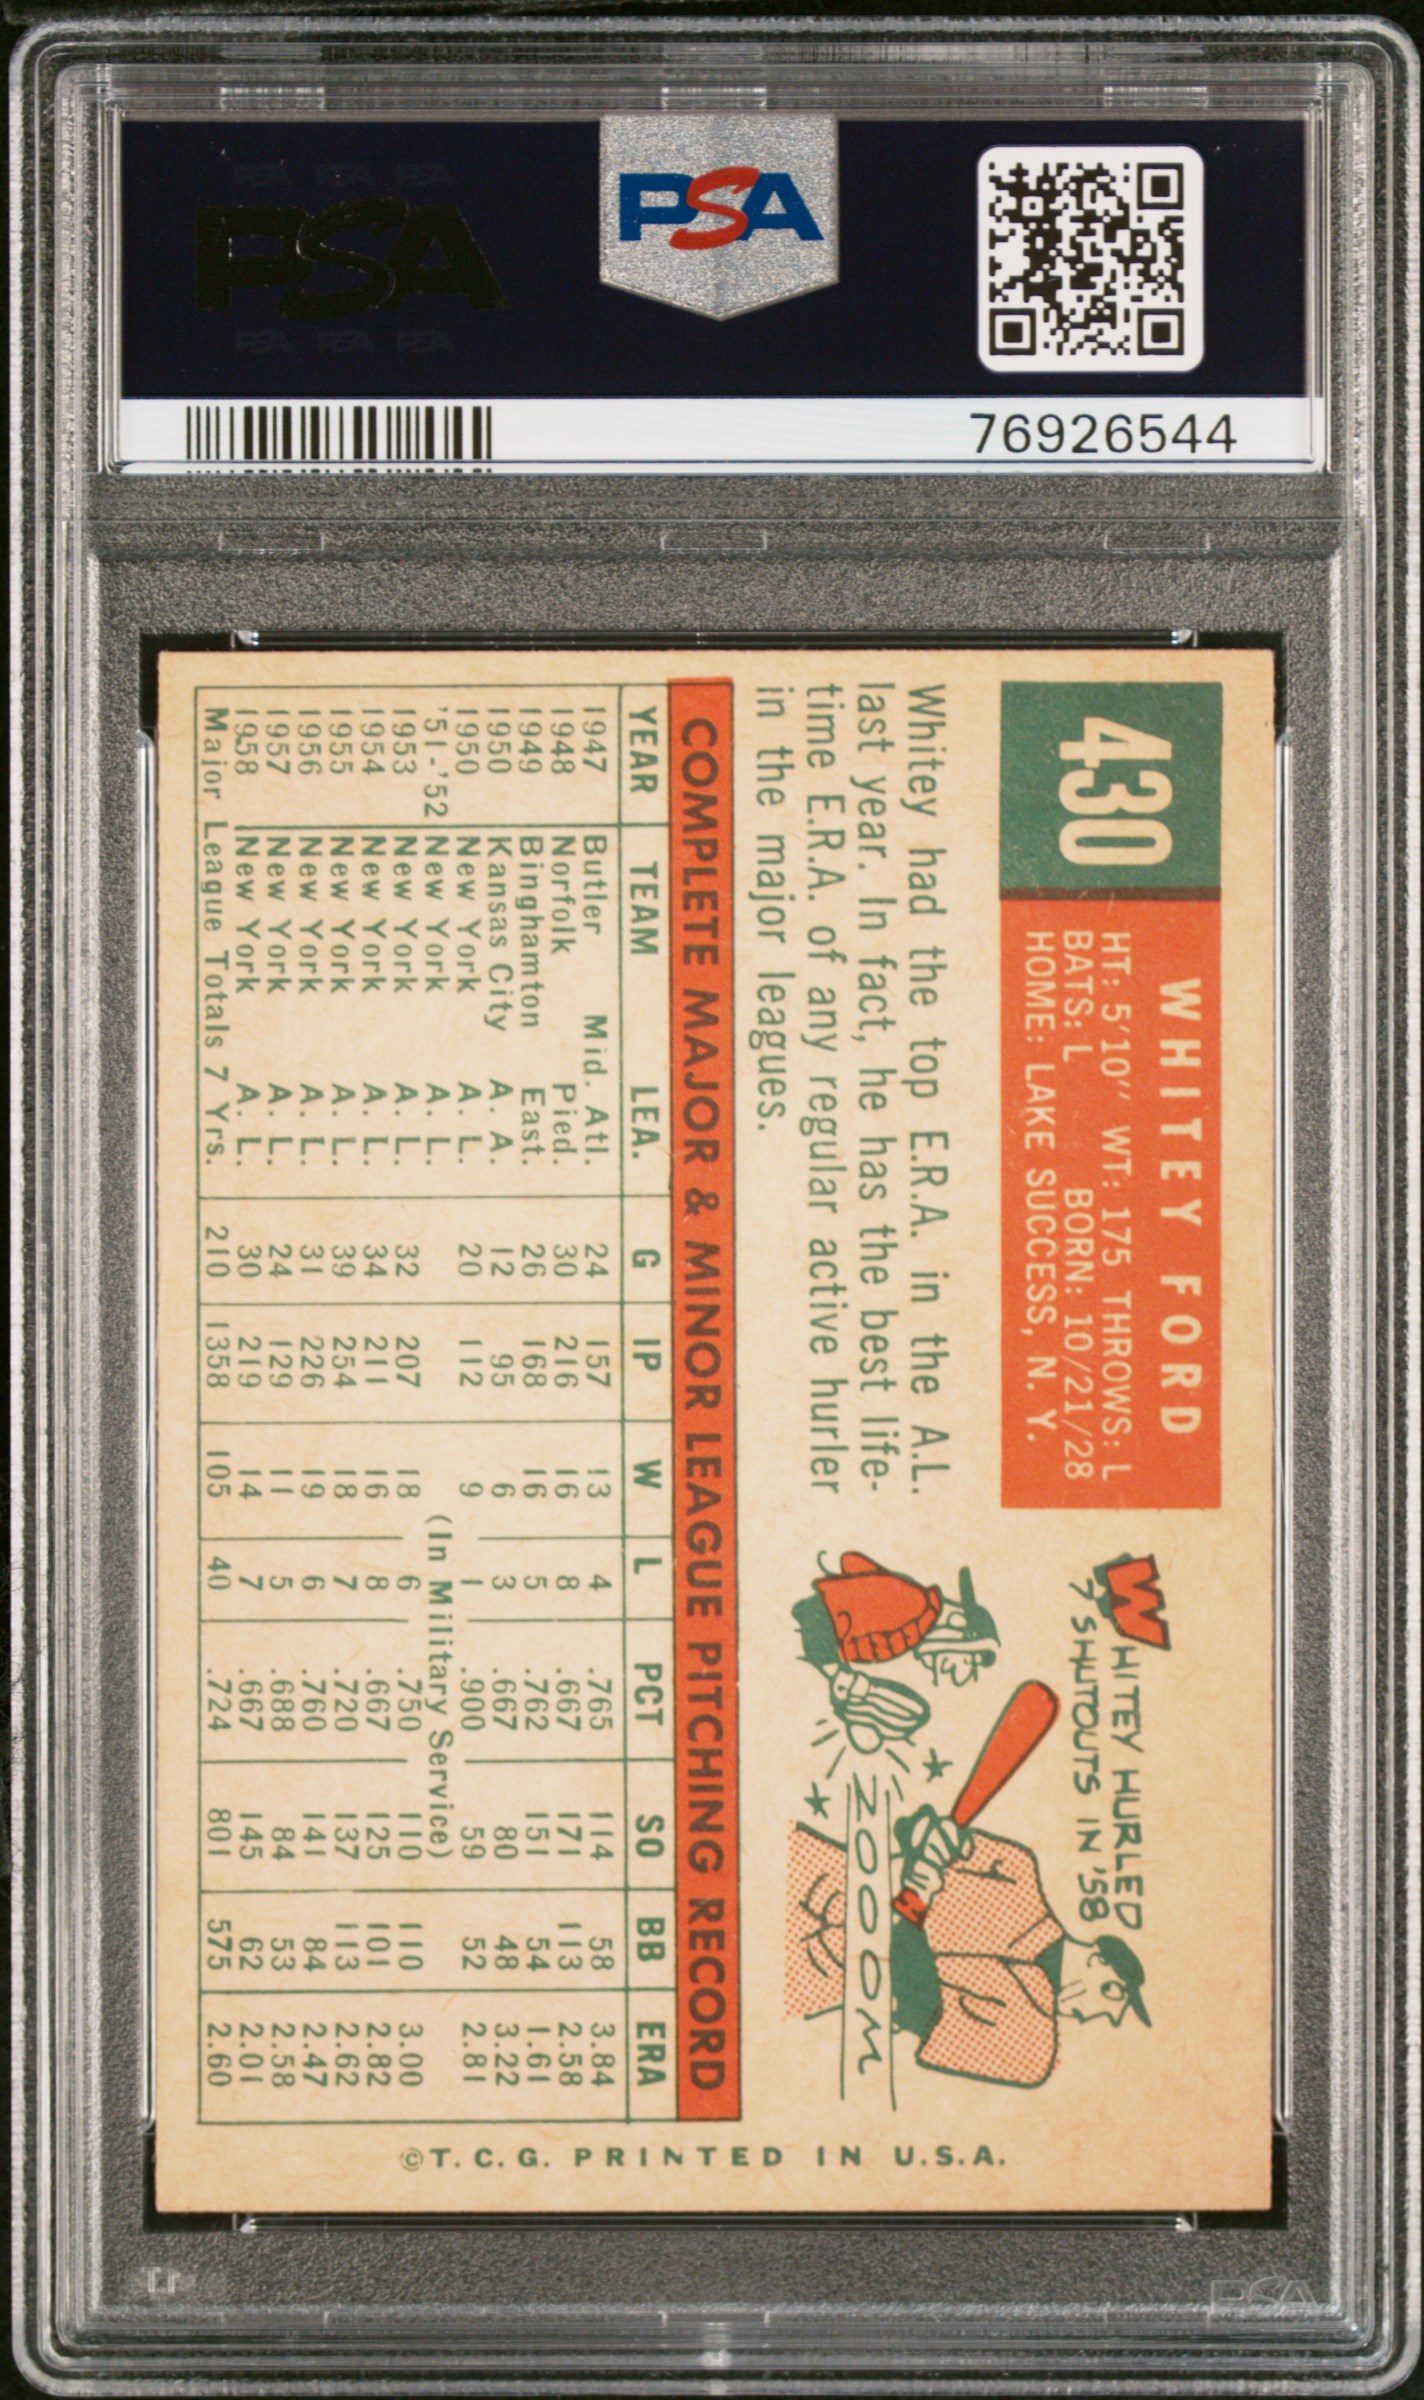 PSA PSA PSA
PSA
PSA PSA PSA
PSA
76926544
430
WHITEY FORD
HT: 5'10" WT: 175 THROWS: L
BATS: L BORN: 10/21/28
HOME: LAKE SUCCESS, N. Y.
Whitey had the top E.R.A. in the A.L.
last year. In fact, he has the best life-
time E.R.A. of any regular active hurler
in the major leagues.
WHITEY HURLED
7 SHUTOUTS IN '58
ZOOOOM
COMPLETE MAJOR & MINOR LEAGUE PITCHING RECORD
YEAR TEAM LEA. G IP W L PCT SO BB ERA
1947 Butler Mid. Atl. 24 157 13 4 .765 114 58 3.84
1948 Norfolk Pied. 30 216 16 8 .667 171 113 2.58
1949 Binghamton East. 26 168 16 5 .762 151 54 1.61
1950 Kansas City A. A. 12 95 6 3 .667 80 48 3.22
1950 New York A. L. 20 112 9 1 .900 59 52 2.81
'51-'52 New York A. L. (In Military Service)
1953 New York A. L. 32 207 18 6 .750 110 110 3.00
1954 New York A. L. 34 211 16 8 .667 125 101 2.82
1955 New York A. L. 39 254 18 7 .720 137 113 2.62
1956 New York A. L. 31 226 19 6 .760 141 84 2.47
1957 New York A. L. 24 129 11 5 .688 84 53 2.58
1958 New York A. L. 30 219 14 7 .667 145 62 2.01
Major League Totals 7 Yrs. 210 1358 105 40 .724 801 575 2.60
©T.C.G. PRINTED IN U.S.A.
PSA